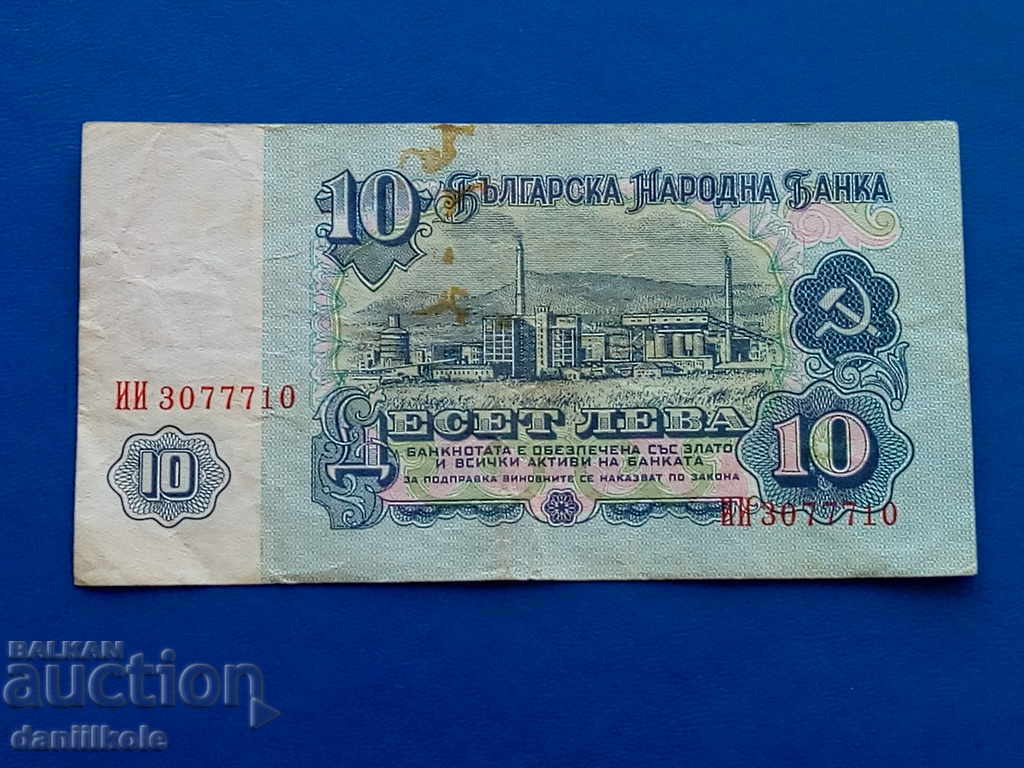 10 БЪЛГАРСКА НАРОДНА БАНКА
ИИ 3077710
10
ДЕСЕТ ЛЕВА
БАНКНОТАТА Е ОБЕЗПЕЧЕНА СЪС ЗЛАТО
И ВСИЧКИ АКТИВИ НА БАНКАТА
ЗА ПОДПРАВКА ВИНОВНИТЕ СЕ НАКАЗВАТ ПО ЗАКОНА
10
ИИ 3077710
BALKAN
auction
daniilkole